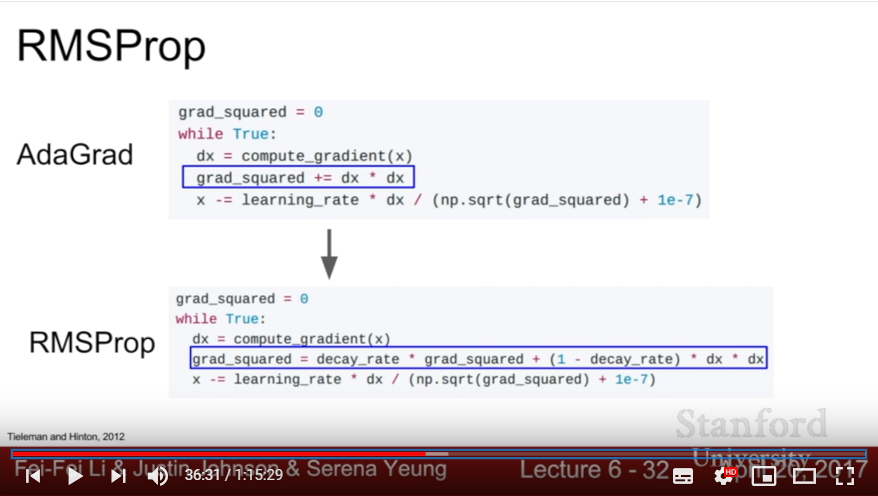 RMSProp
AdaGrad
grad_squared = 0
while True:
dx = compute_gradient(x)
grad_squared += dx * dx
x -= learning_rate * dx / (np.sqrt(grad_squared) + 1e-7)
RMSProp
grad_squared = 0
while True:
dx = compute_gradient(x)
grad_squared = decay_rate * grad_squared + (1 - decay_rate) * dx * dx
x -= learning_rate * dx / (np.sqrt(grad_squared) + 1e-7)
Tieleman and Hinton, 2012
Stanford
University
Fei-Fei Li & Justin Johnson & Serena Yeung
36:31 / 1:15:29
Lecture 6 - 32
HD
2017